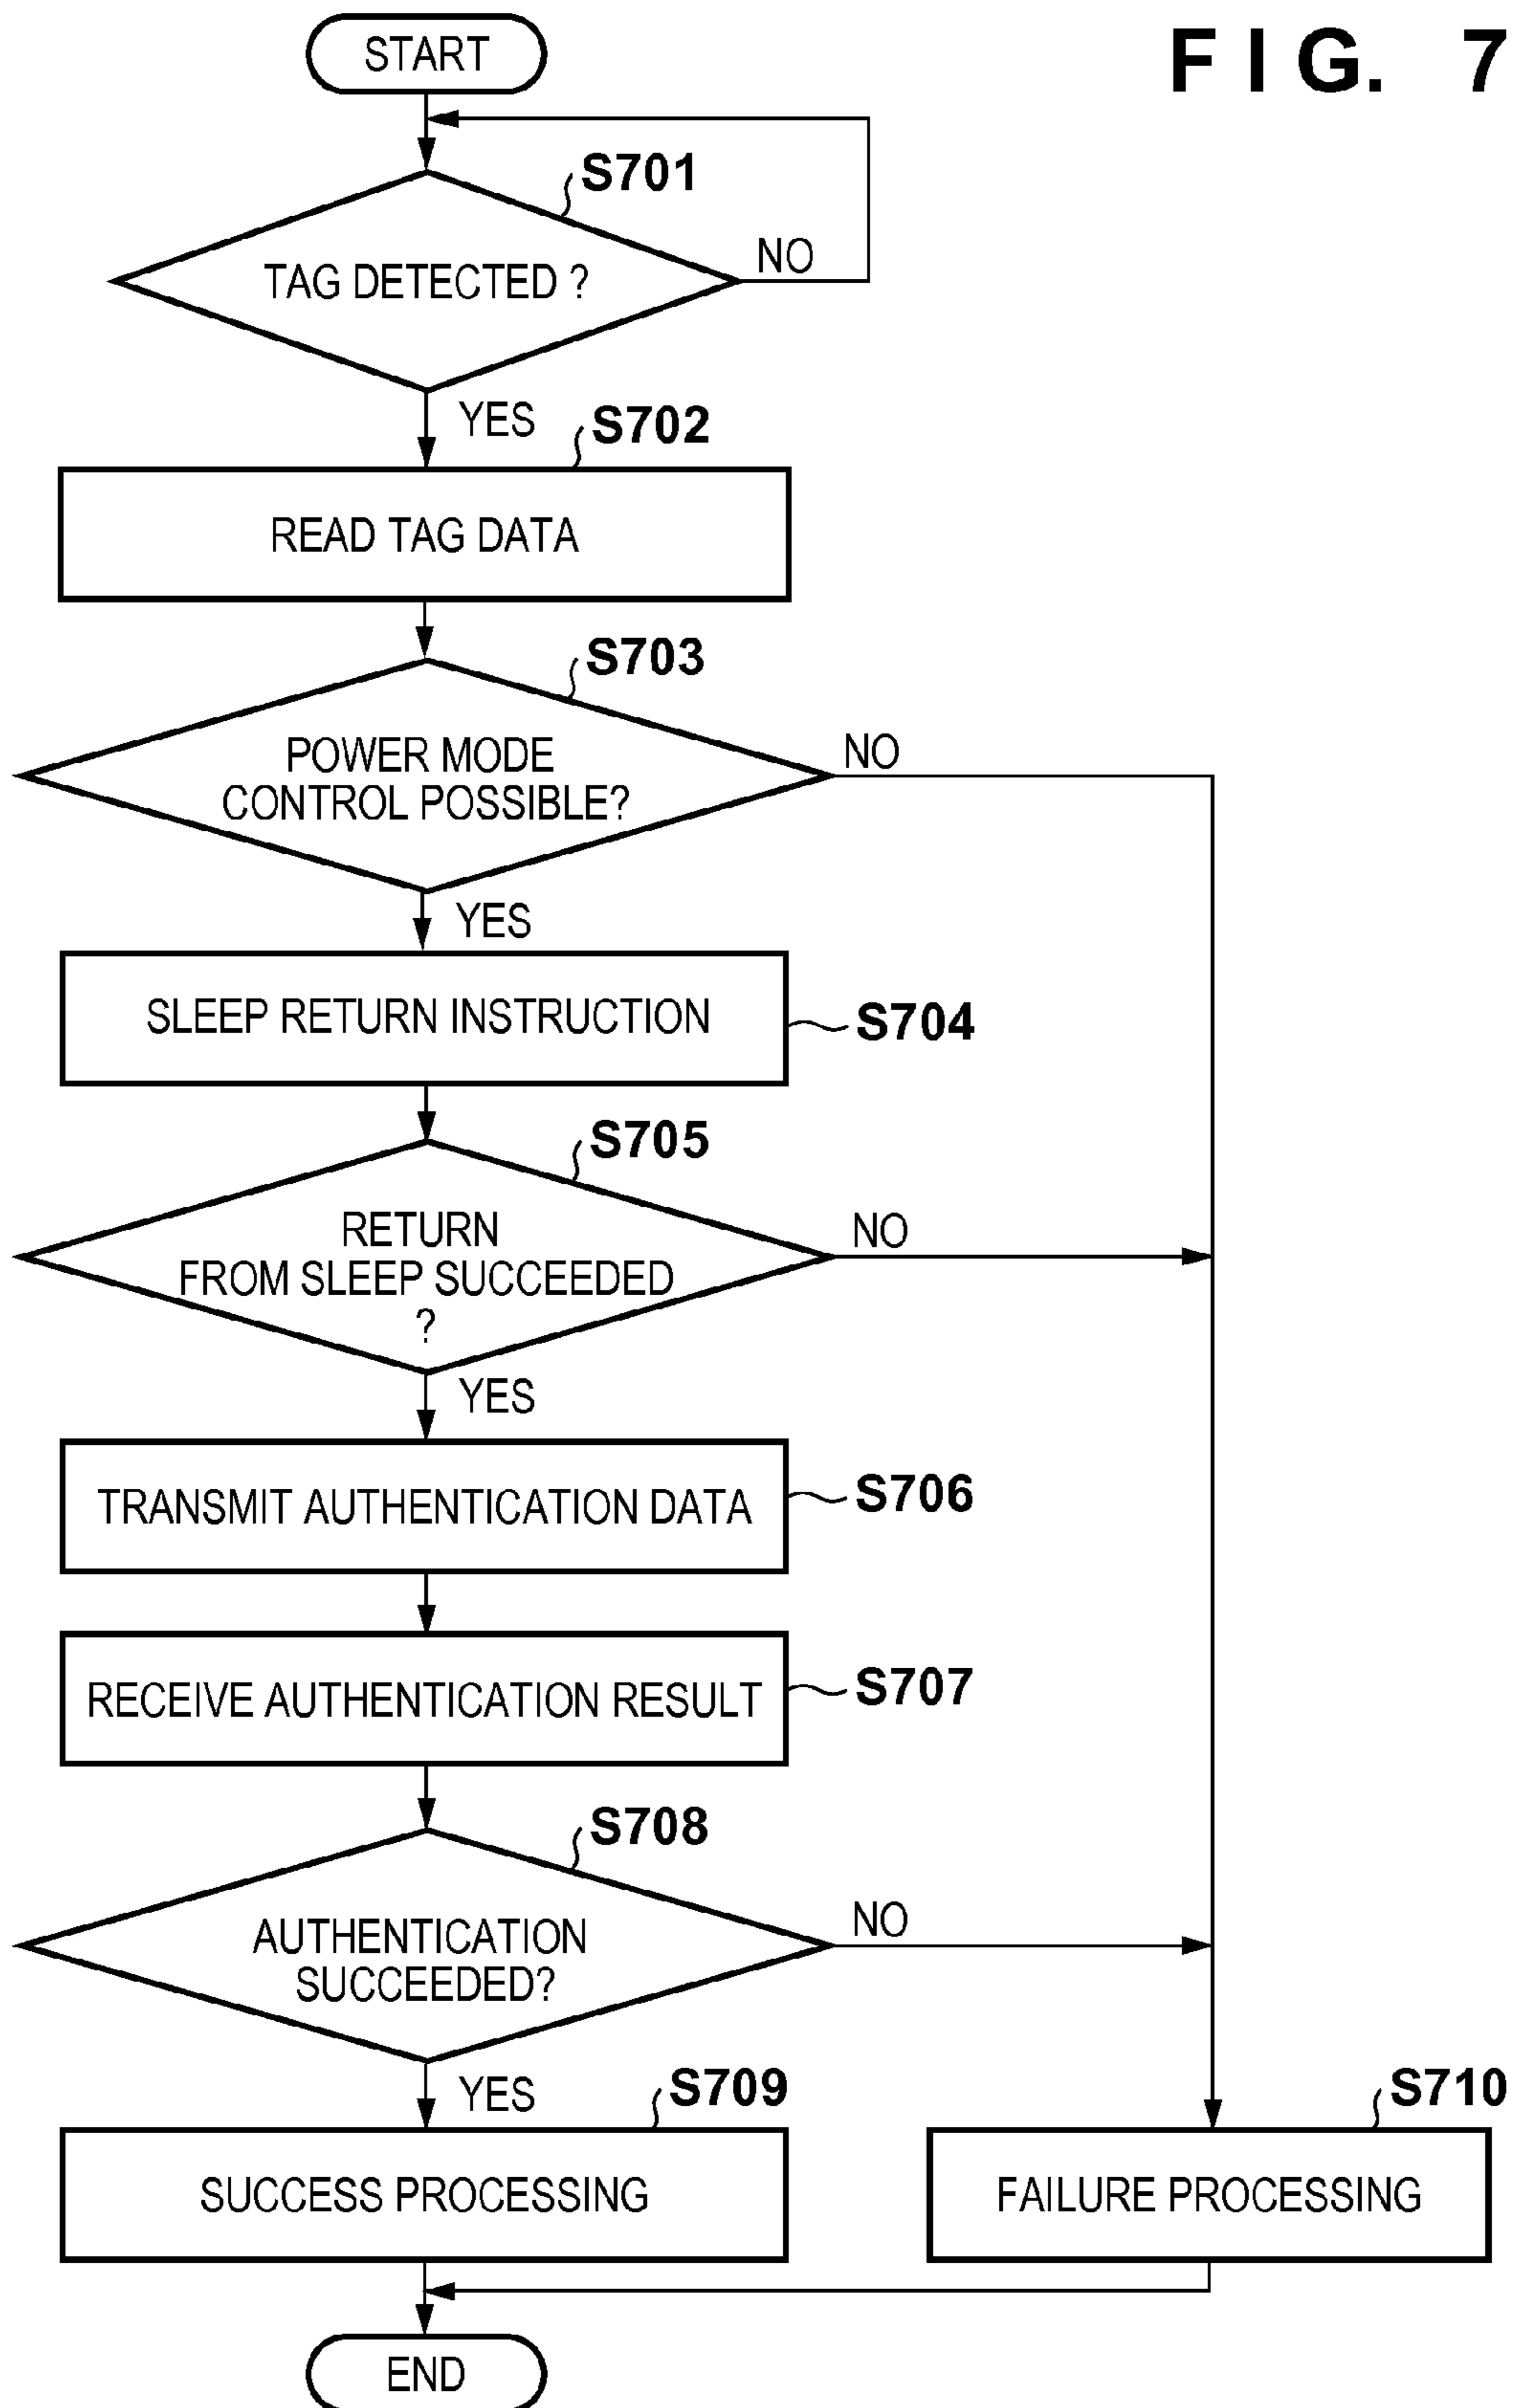 FIG. 7
START
S701
TAG DETECTED ?
NO
YES
S702
READ TAG DATA
S703
POWER MODE
CONTROL POSSIBLE?
NO
YES
SLEEP RETURN INSTRUCTION
S704
S705
RETURN
FROM SLEEP SUCCEEDED
?
NO
YES
TRANSMIT AUTHENTICATION DATA
S706
RECEIVE AUTHENTICATION RESULT
S707
S708
AUTHENTICATION
SUCCEEDED?
NO
YES
S709
SUCCESS PROCESSING
S710
FAILURE PROCESSING
END